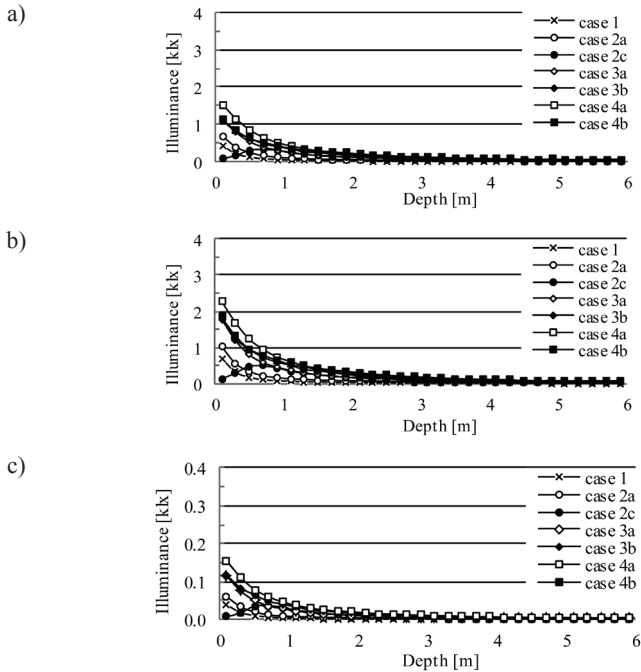 a)
Illuminance [klx]
4
3
2
1
0
case 1
case 2a
case 2c
case 3a
case 3b
case 4a
case 4b
0 1 2 3 4 5 6
Depth [m]
b)
Illuminance [klx]
4
3
2
1
0
case 1
case 2a
case 2c
case 3a
case 3b
case 4a
case 4b
0 1 2 3 4 5 6
Depth [m]
c)
Illuminance [klx]
0.4
0.3
0.2
0.1
0.0
case 1
case 2a
case 2c
case 3a
case 3b
case 4a
case 4b
0 1 2 3 4 5 6
Depth [m]